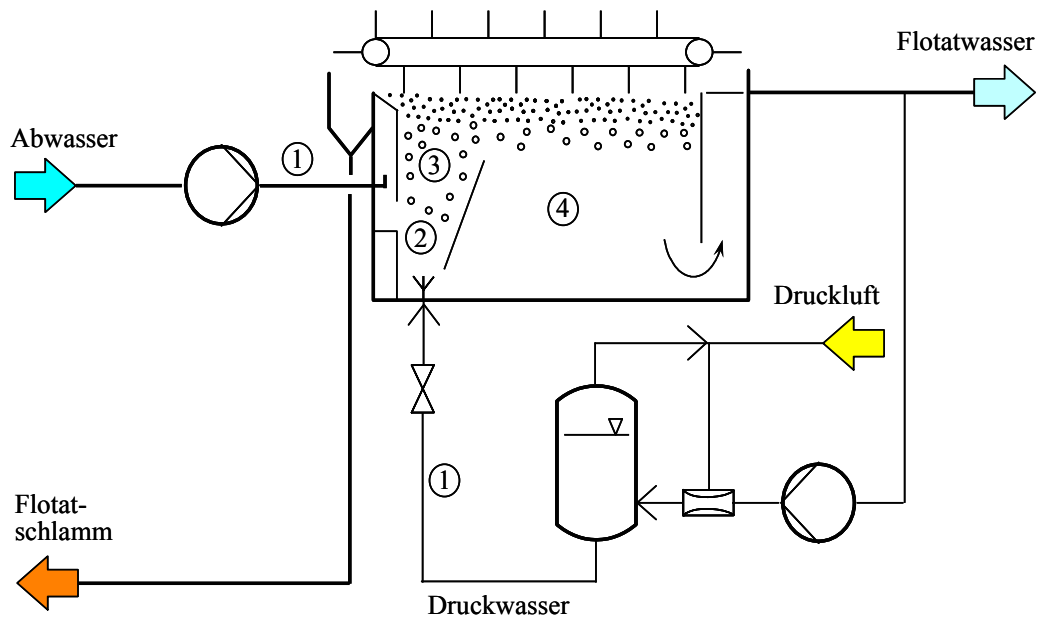 Flotatwasser
Abwasser
1
3
4
2
Druckluft
1
Flotat-
schlamm
Druckwasser